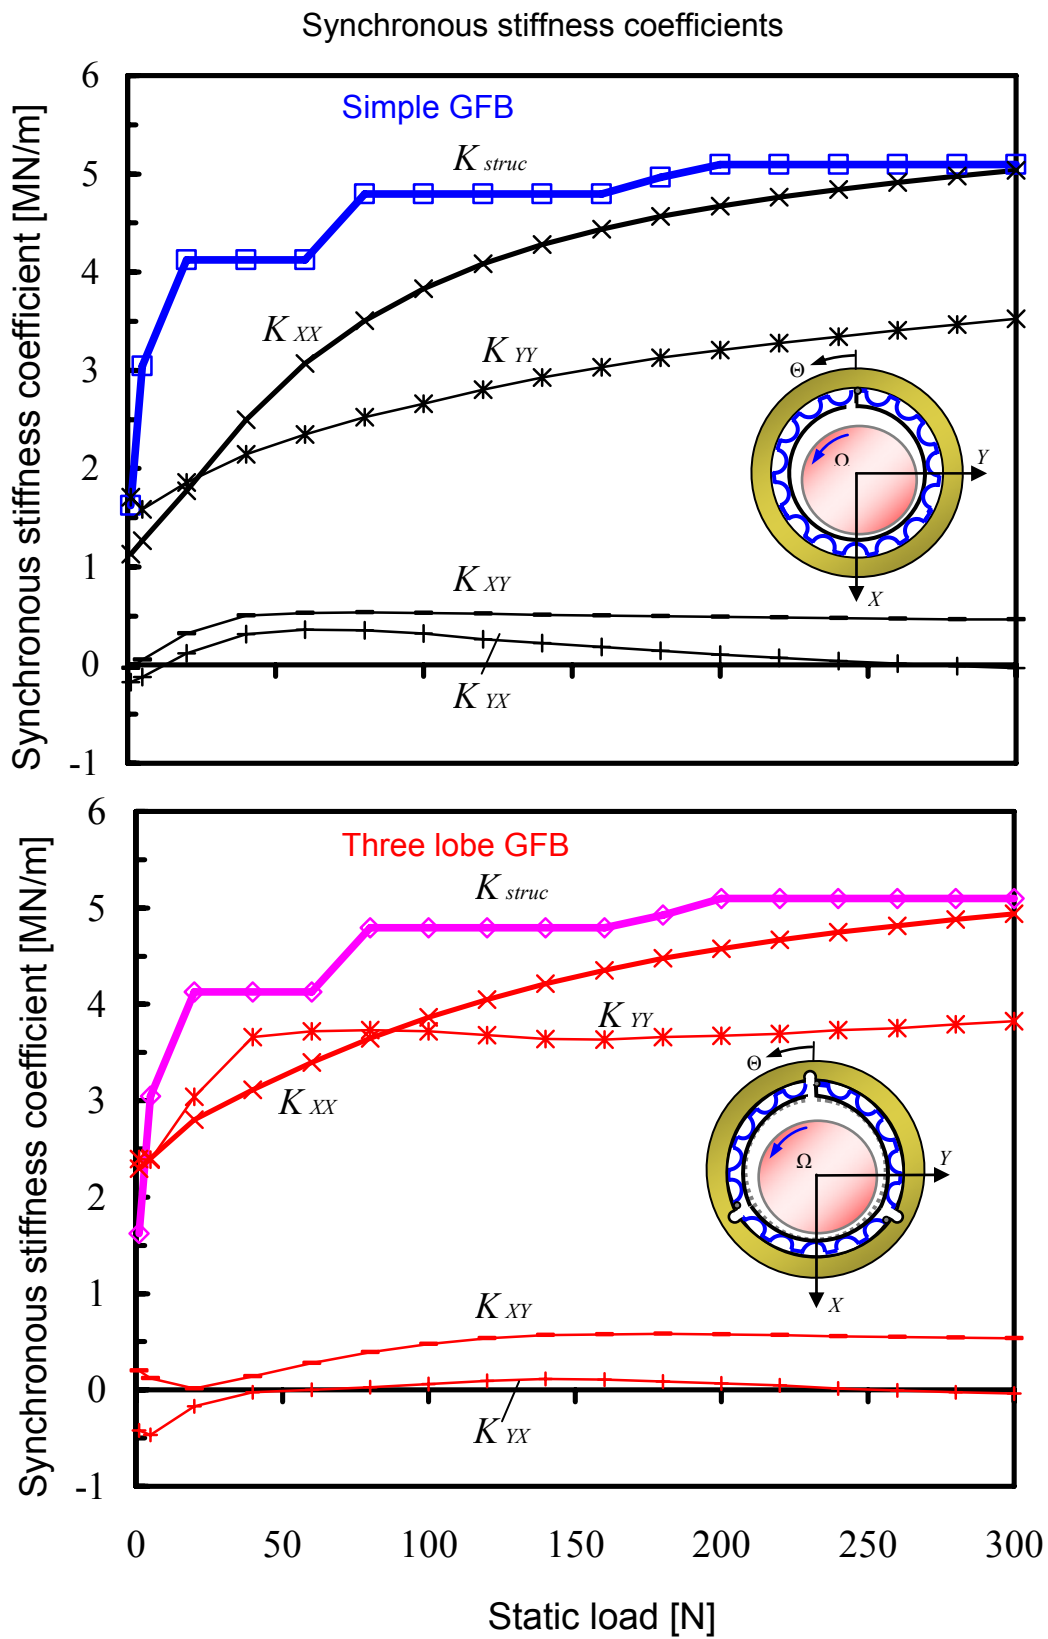 Synchronous stiffness coefficients
Synchronous stiffness coefficient [MN/m]
6
5
4
3
2
1
0
-1
Simple GFB
K struc
K XX
K YY
Θ
Ω
Y
X
K XY
K YX
Synchronous stiffness coefficient [MN/m]
6
5
4
3
2
1
0
-1
Three lobe GFB
K struc
K YY
K XX
Θ
Ω
Y
X
K XY
K YX
0 50 100 150 200 250 300
Static load [N]